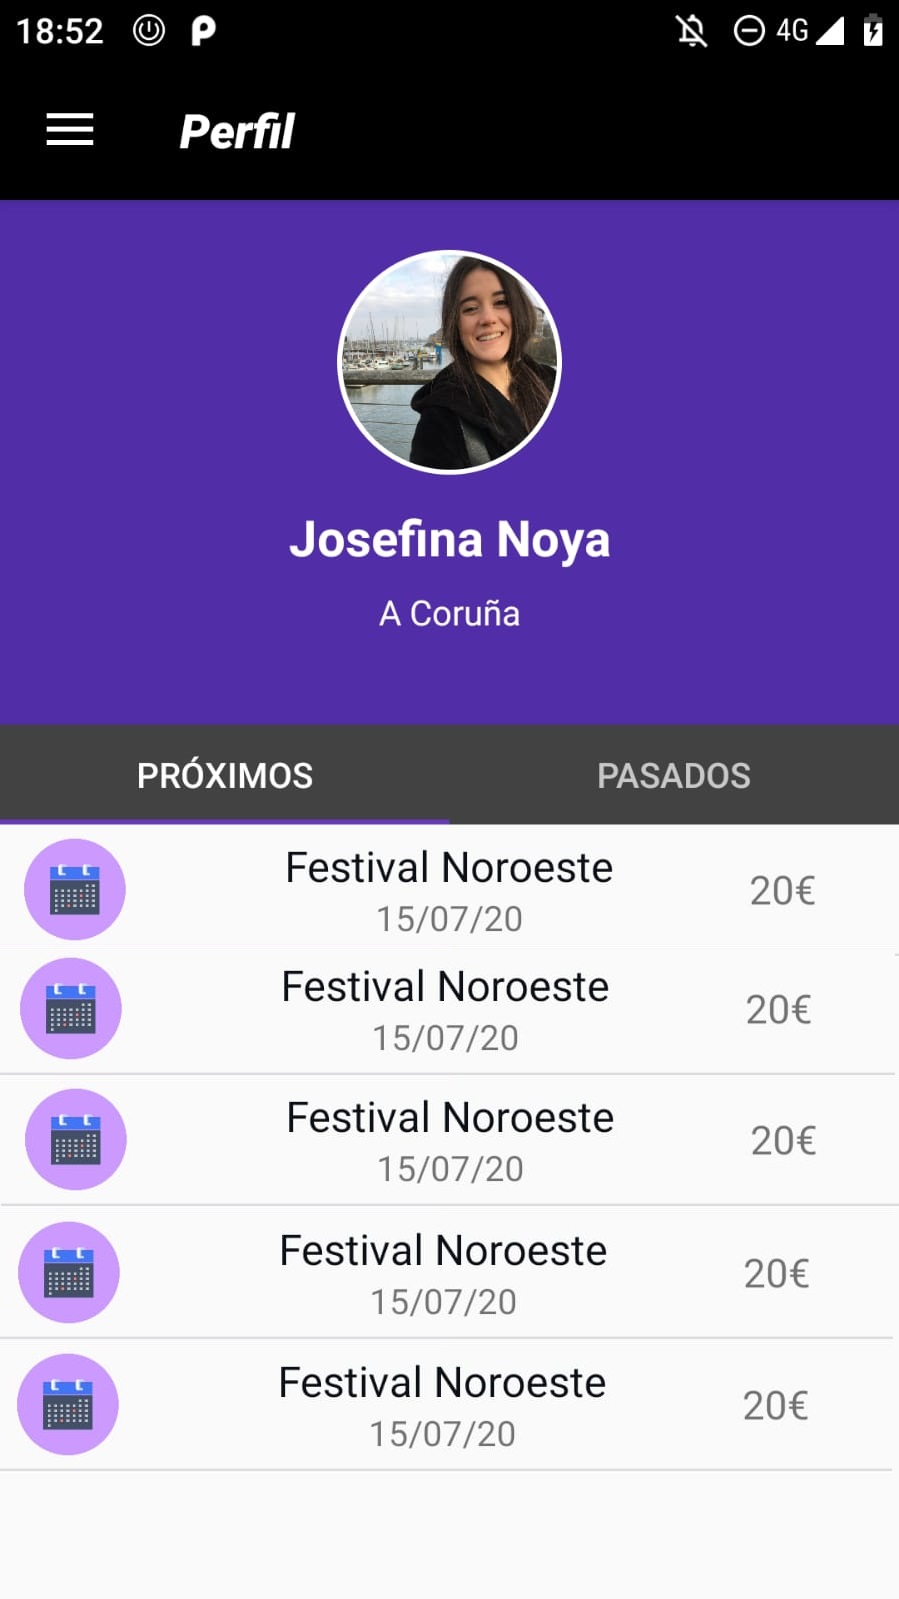 18:52
4G
Perfil
Josefina Noya
A Coruña
PRÓXIMOS
PASADOS
Festival Noroeste
15/07/20
20€
Festival Noroeste
15/07/20
20€
Festival Noroeste
15/07/20
20€
Festival Noroeste
15/07/20
20€
Festival Noroeste
15/07/20
20€